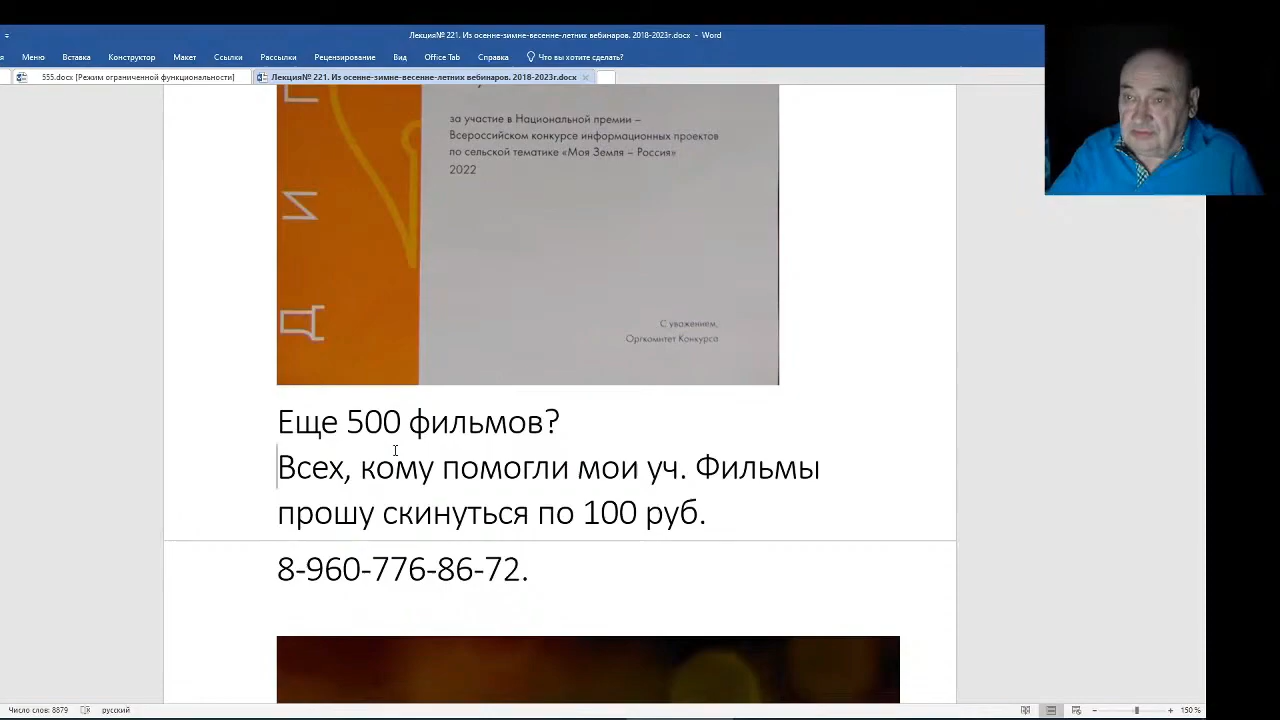 Лекция№ 221. Из осенне-зимне-весенне-летних вебинаров. 2018-2023г.docx - Word
я Меню Вставка Конструктор Макет Ссылки Рассылки Рецензирование Вид Office Tab Справка Что вы хотите сделать?
555.docx [Режим ограниченной функциональности] Лекция№ 221. Из осенне-зимне-весенне-летних вебинаров. 2018-2023г.docx
за участие в Национальной премии –
Всероссийском конкурсе информационных проектов
по сельской тематике «Моя Земля – Россия»
2022
Г
И
Д
С уважением,
Оргкомитет Конкурса
Еще 500 фильмов?
Всех, кому помогли мои уч. Фильмы
прошу скинуться по 100 руб.
8-960-776-86-72.
Число слов: 8879 русский 150 %